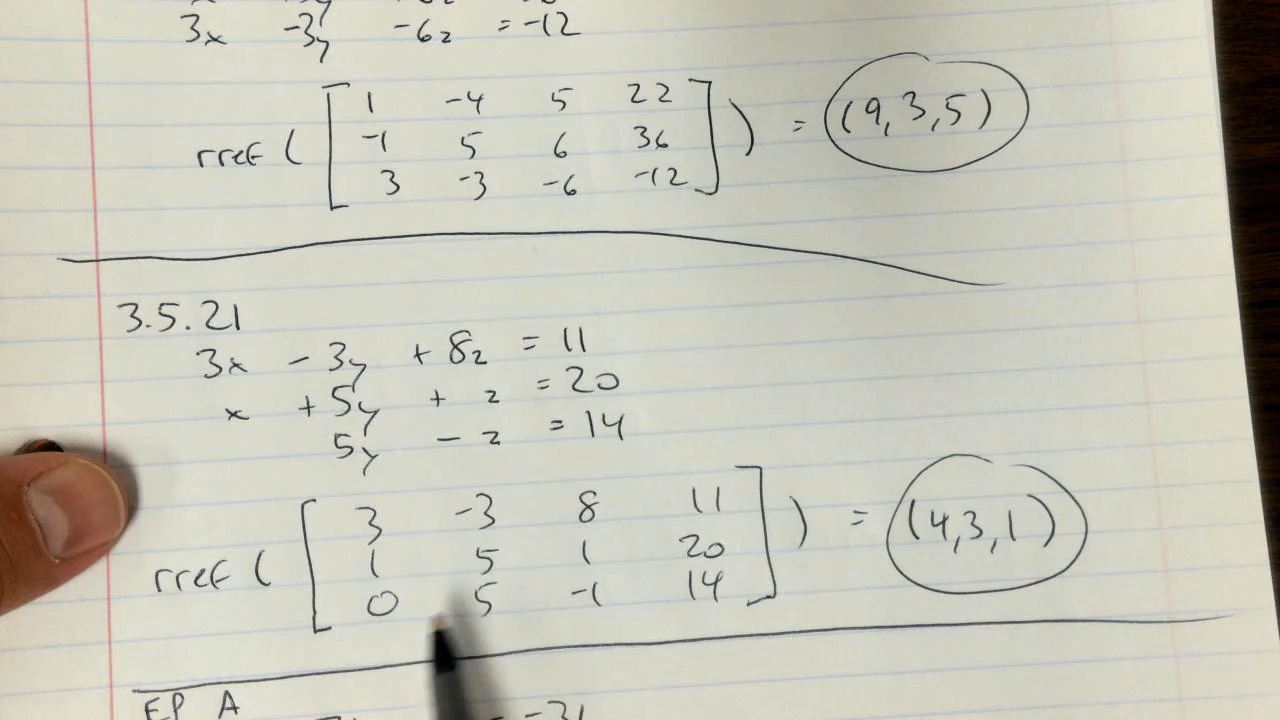 3x -3y -6z = -12
rref ( [ 1 -4 5 22
-1 5 6 36
3 -3 -6 -12 ] ) = (9,3,5)
3.5.21
3x - 3y + 8z = 11
x + 5y + z = 20
5y - z = 14
rref ( [ 3 -3 8 11
1 5 1 20
0 5 -1 14 ] ) = (4,3,1)
EP A